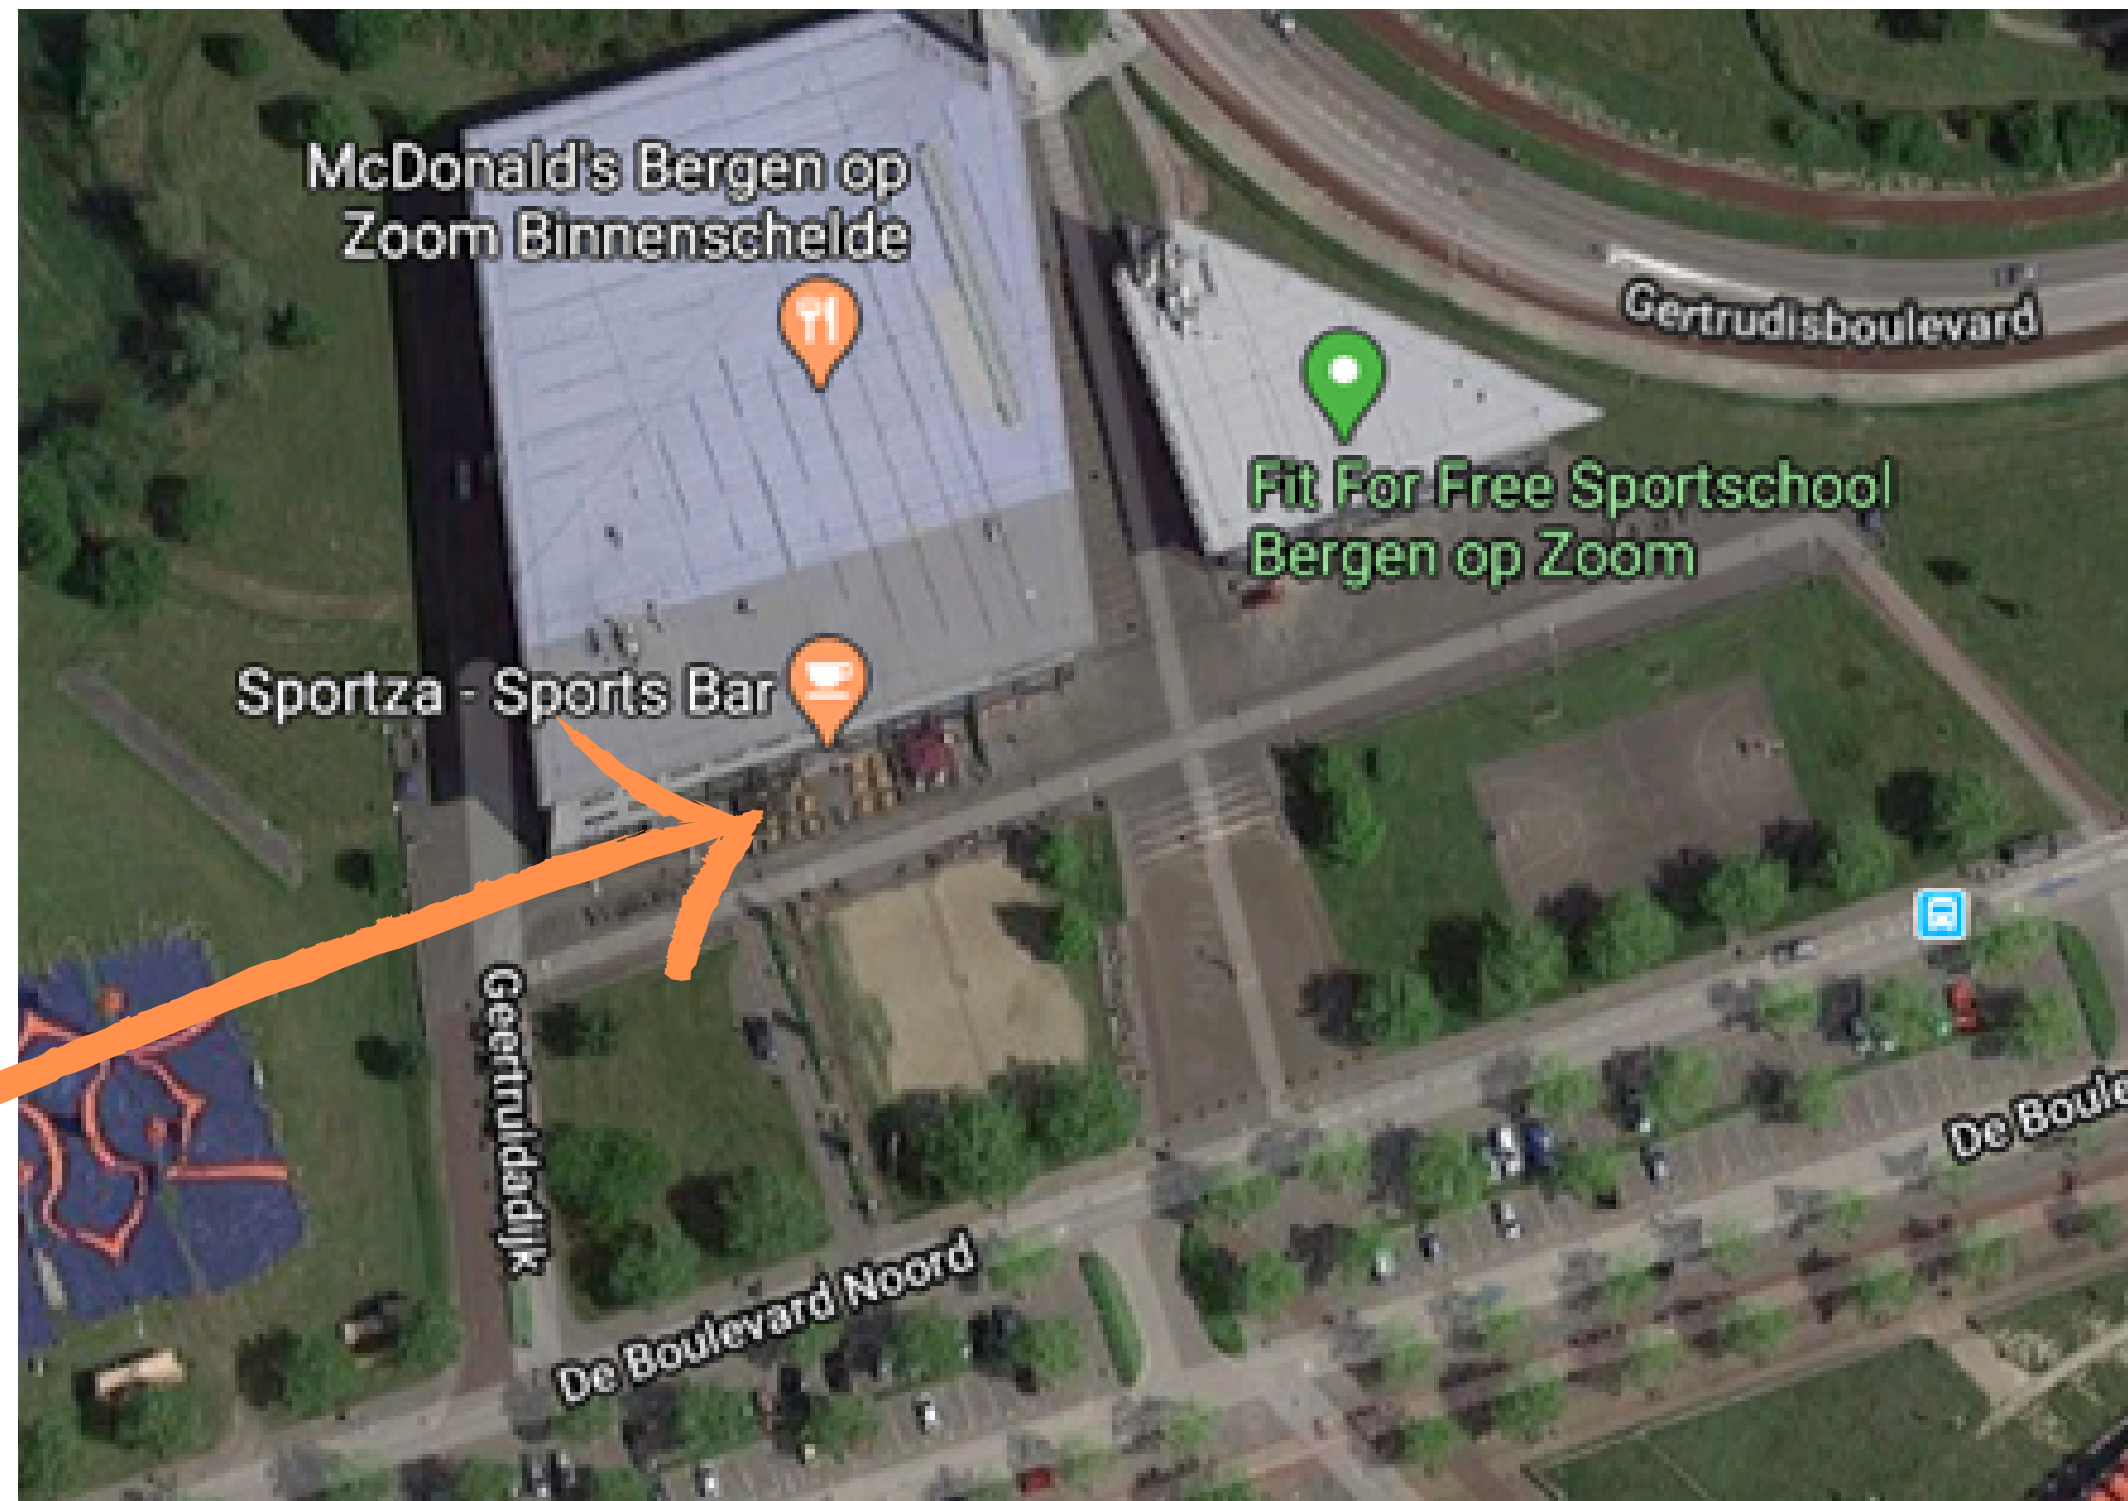 McDonald's Bergen op
Zoom Binnenschelde
Gertrudisboulevard
Fit For Free Sportschool
Bergen op Zoom
Sportza - Sports Bar
Geertruidadijk
De Boule
De Boulevard Noord